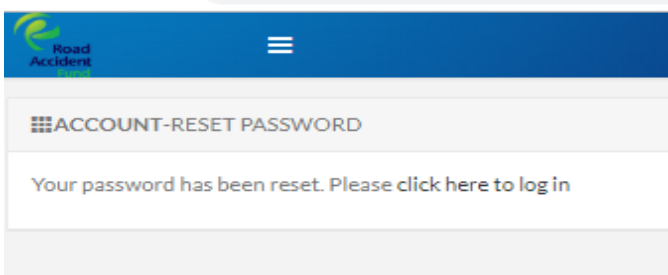 Road
Accident
Fund
ACCOUNT-RESET PASSWORD
Your password has been reset. Please click here to log in